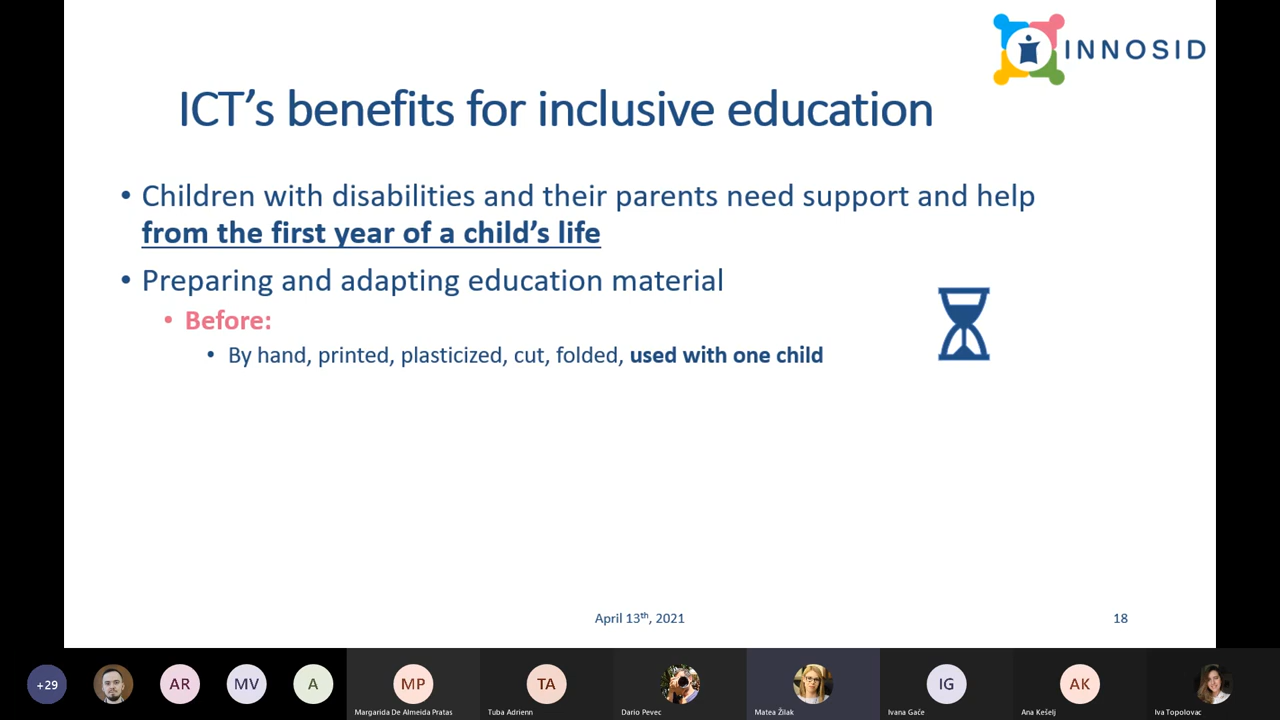 INNOSID
ICT’s benefits for inclusive education
• Children with disabilities and their parents need support and help
from the first year of a child’s life
• Preparing and adapting education material
• Before:
• By hand, printed, plasticized, cut, folded, used with one child
April 13th, 2021
18
+29
AR
MV
A
MP
TA
IG
AK
Margarida De Almeida Pratas
Tuba Adrienn
Dario Pevec
Matea Žilak
Ivana Gaće
Ana Kešelj
Iva Topolovac